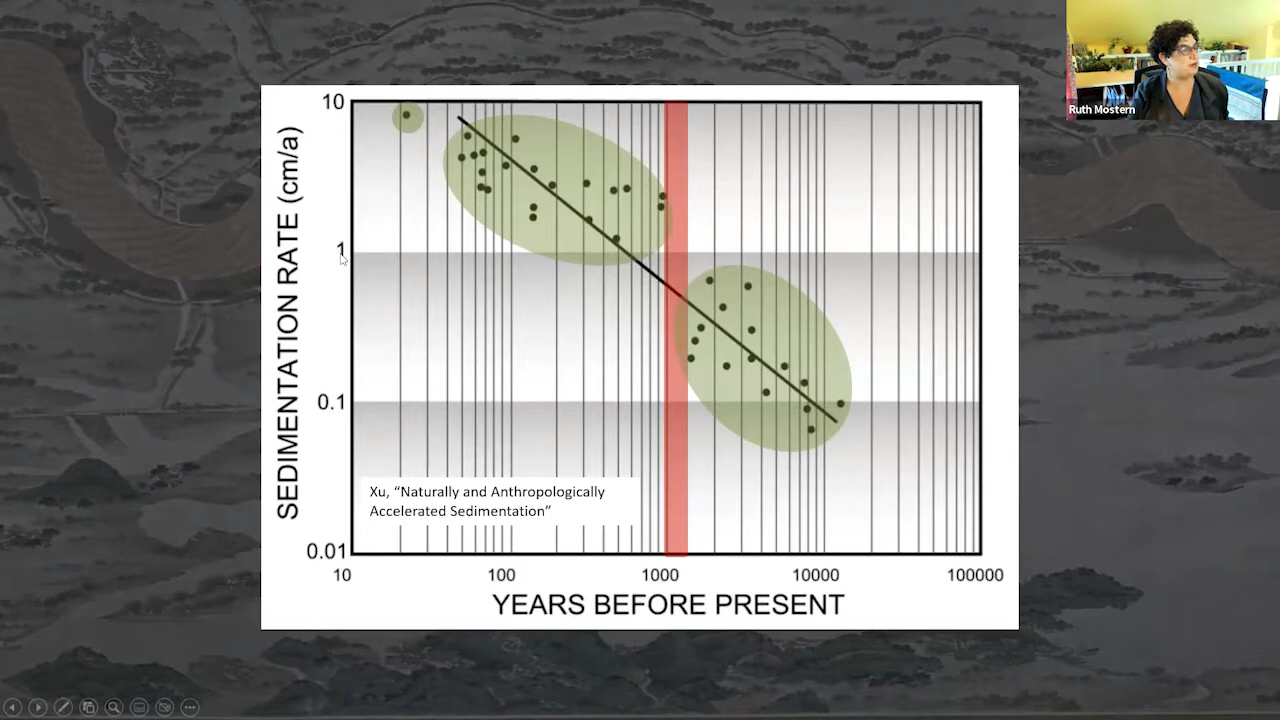 Ruth Mostern
SEDIMENTATION RATE (cm/a)
10
1
0.1
0.01
Xu, “Naturally and Anthropologically
Accelerated Sedimentation”
10 100 1000 10000 100000
YEARS BEFORE PRESENT